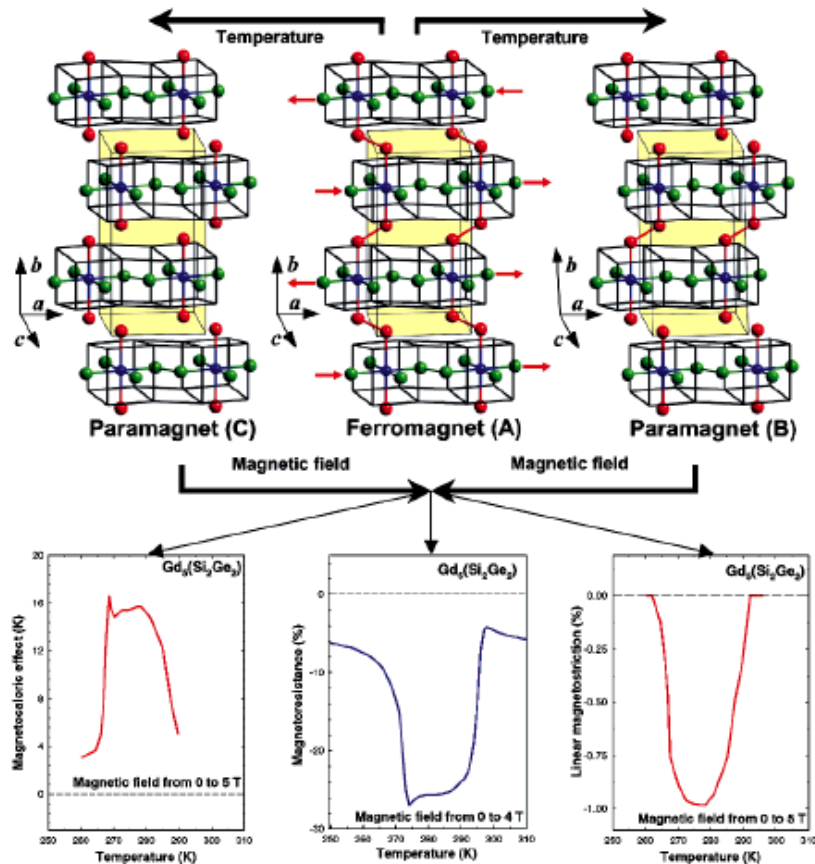 Temperature
Temperature
b
a
c
b
a
c
b
a
c
Paramagnet (C)
Ferromagnet (A)
Paramagnet (B)
Magnetic field
Magnetic field
20
16
12
8
4
0
Magnetocaloric effect (K)
Gd₅(Si₂Ge₂)
Magnetic field from 0 to 5 T
250 260 270 280 290 300 310
Temperature (K)
0
-10
-20
-30
Magnetoresistance (%)
Gd₅(Si₂Ge₂)
Magnetic field from 0 to 4 T
250 260 270 280 290 300 310
Temperature (K)
0.00
-0.25
-0.50
-0.75
-1.00
Linear magnetostriction (%)
Gd₅(Si₂Ge₂)
Magnetic field from 0 to 5 T
250 260 270 280 290 300 310
Temperature (K)